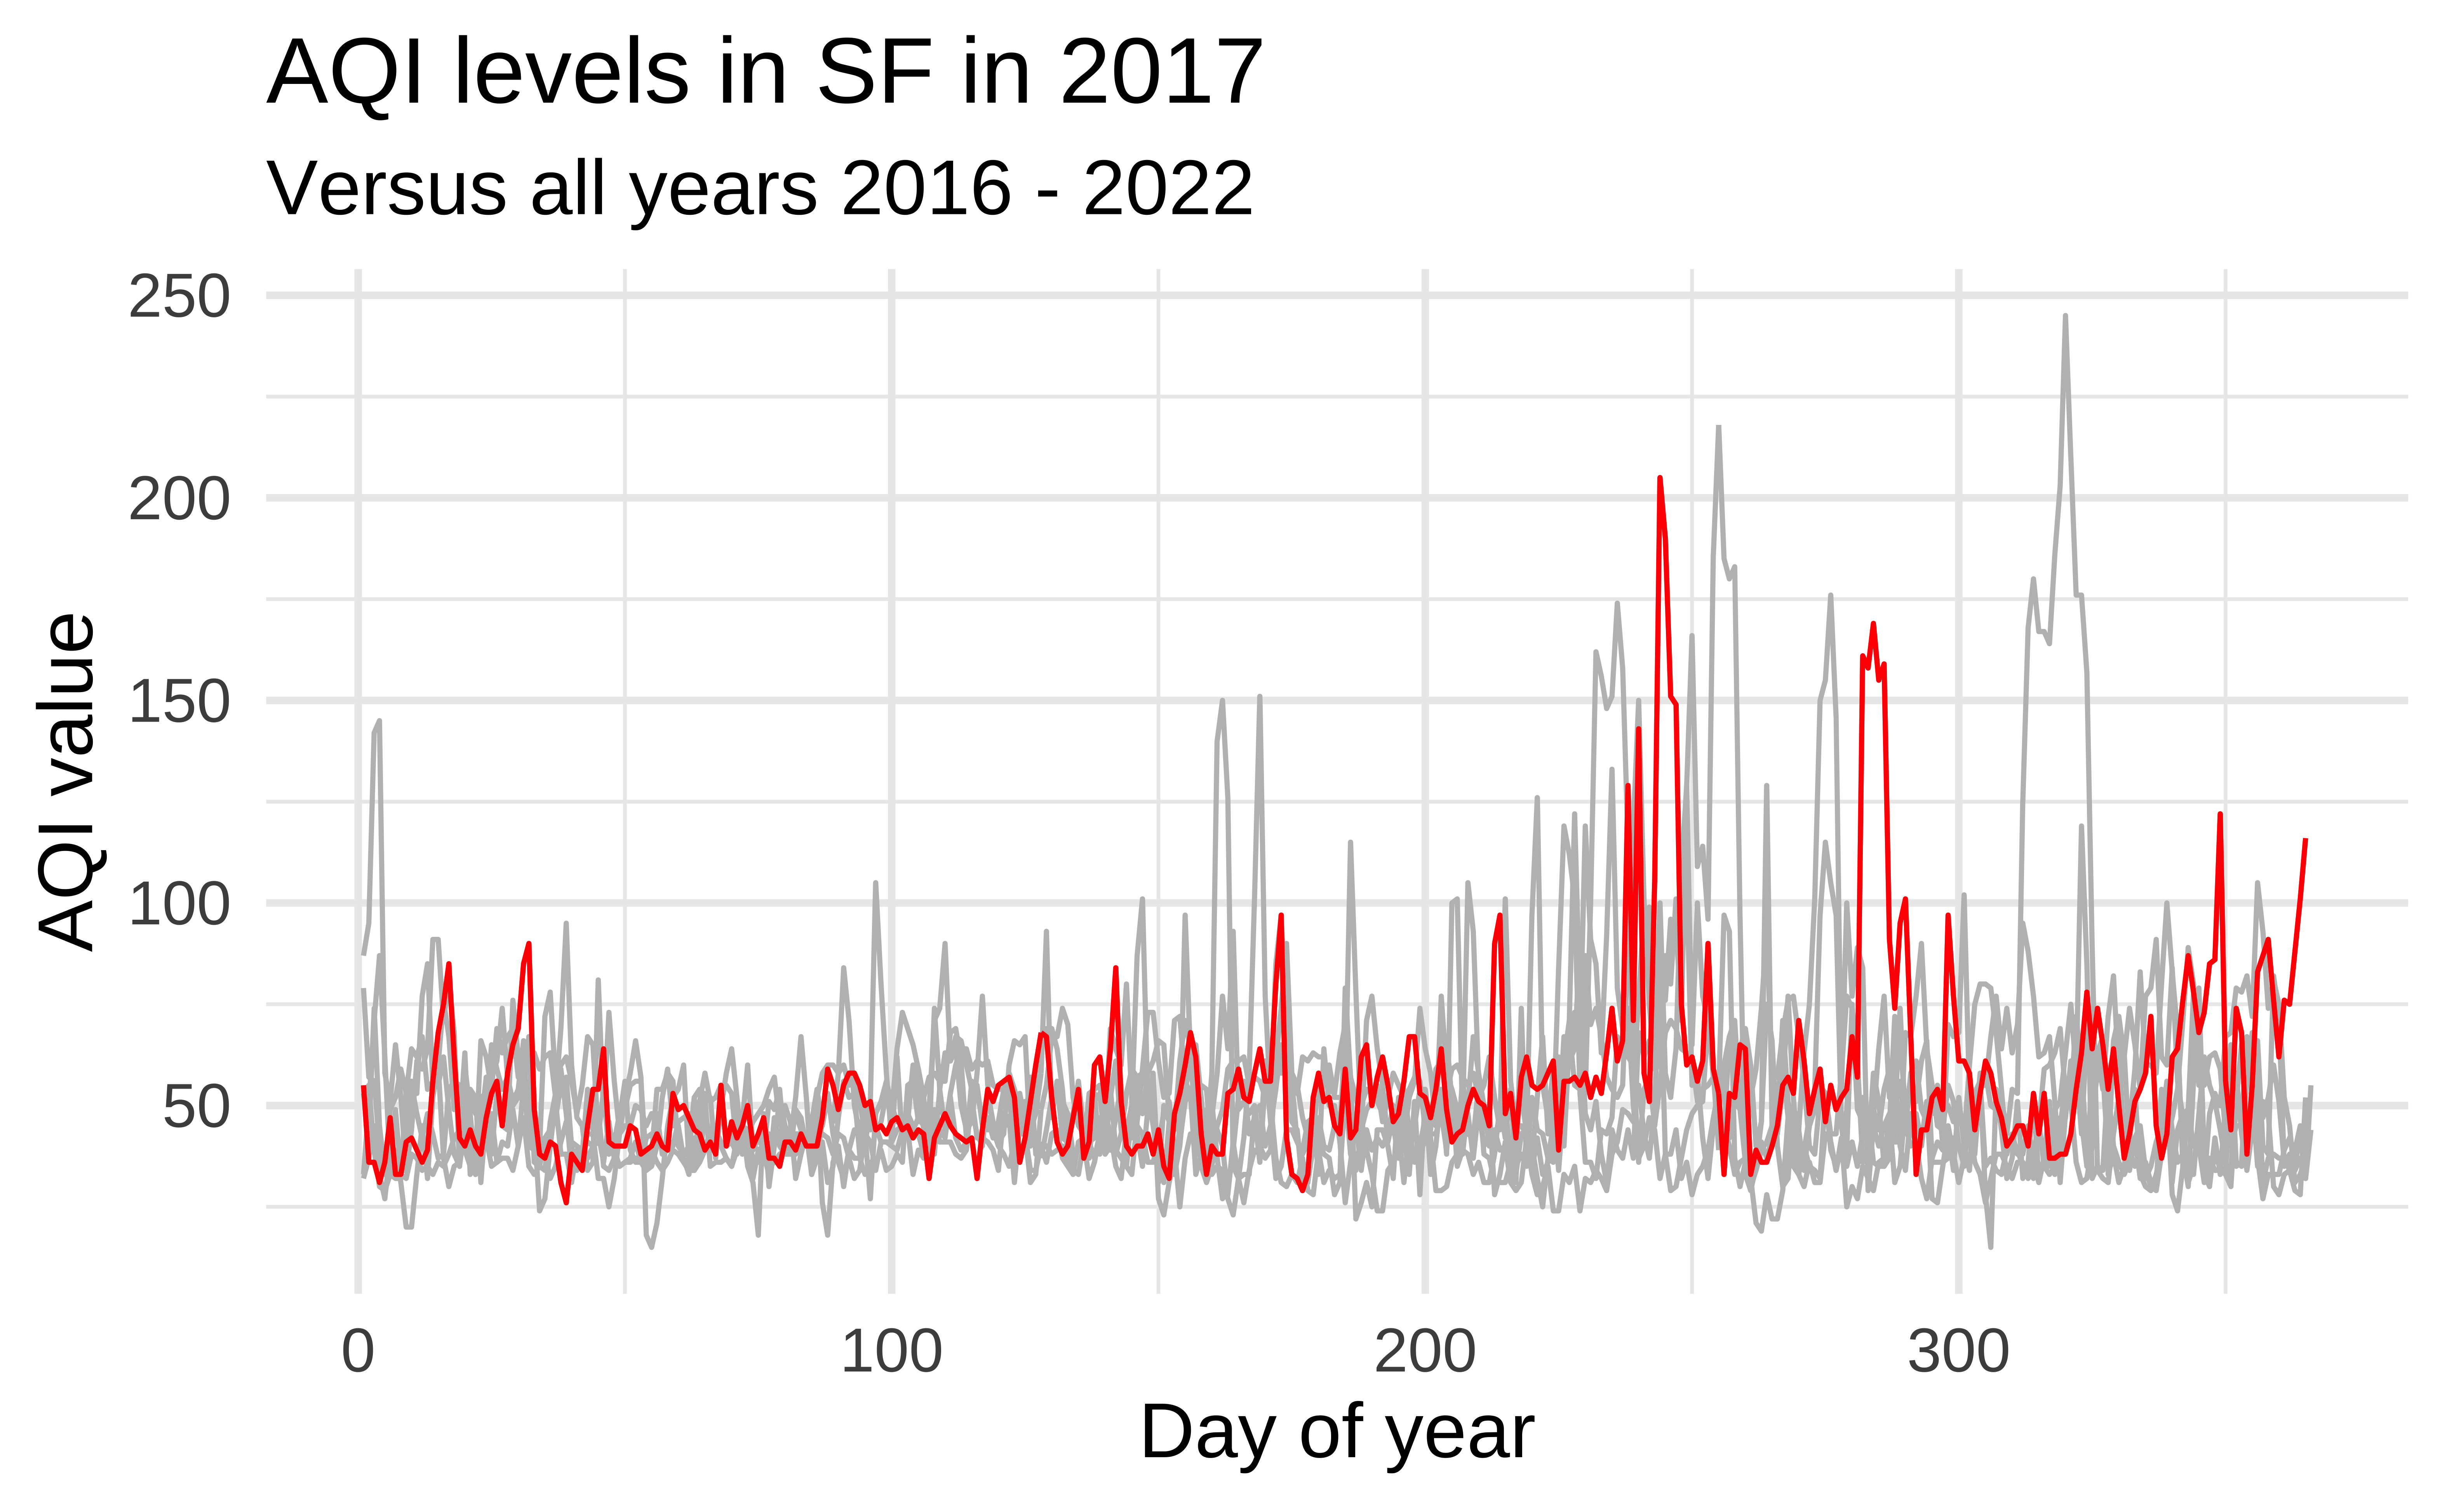 AQI levels in SF in 2017
Versus all years 2016 - 2022
250
200
150
100
50
AQI value
0 100 200 300
Day of year